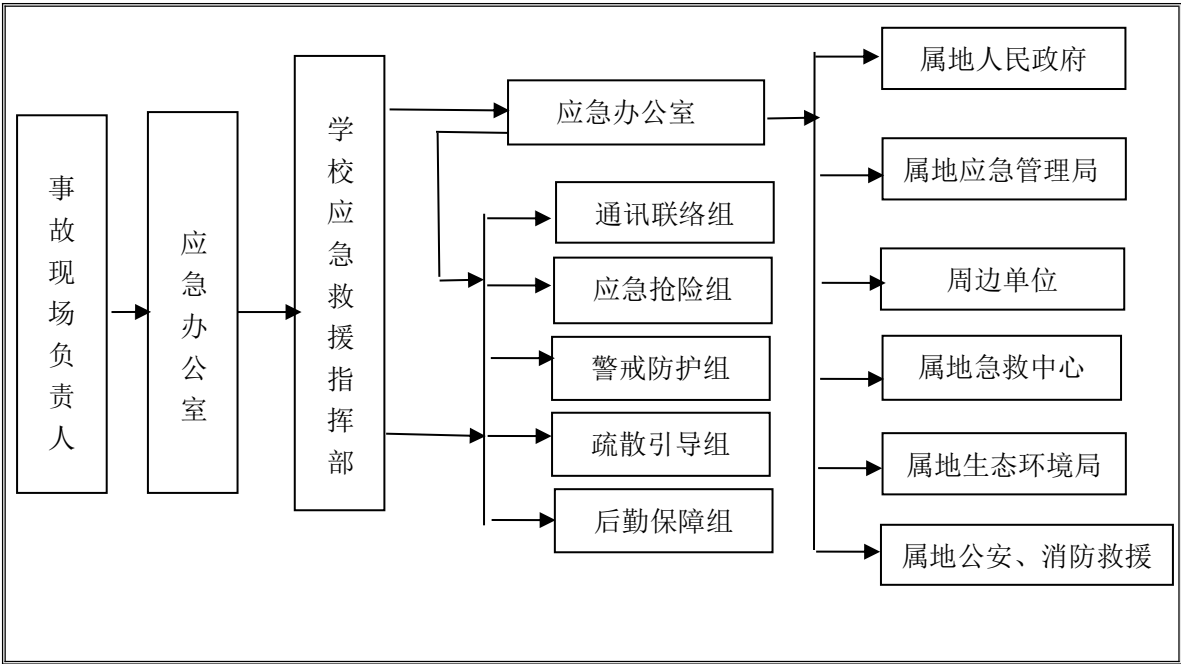 事故现场负责人
应急办公室
学校应急救援指挥部
应急办公室
通讯联络组
应急抢险组
警戒防护组
疏散引导组
后勤保障组
属地人民政府
属地应急管理局
周边单位
属地急救中心
属地生态环境局
属地公安、消防救援